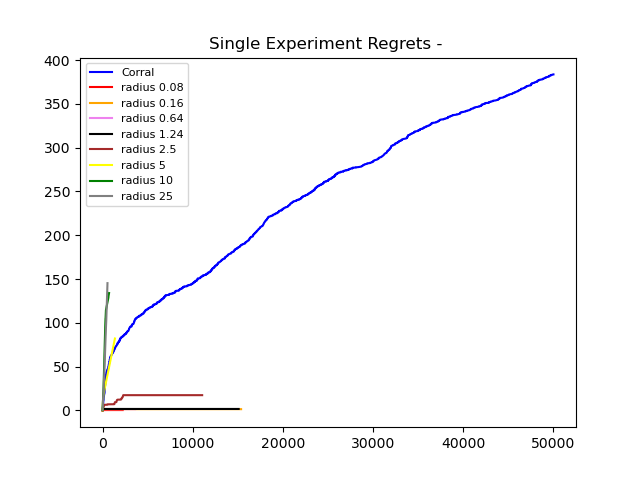 Single Experiment Regrets -
400
350
300
250
200
150
100
50
0
Corral
radius 0.08
radius 0.16
radius 0.64
radius 1.24
radius 2.5
radius 5
radius 10
radius 25
0 10000 20000 30000 40000 50000